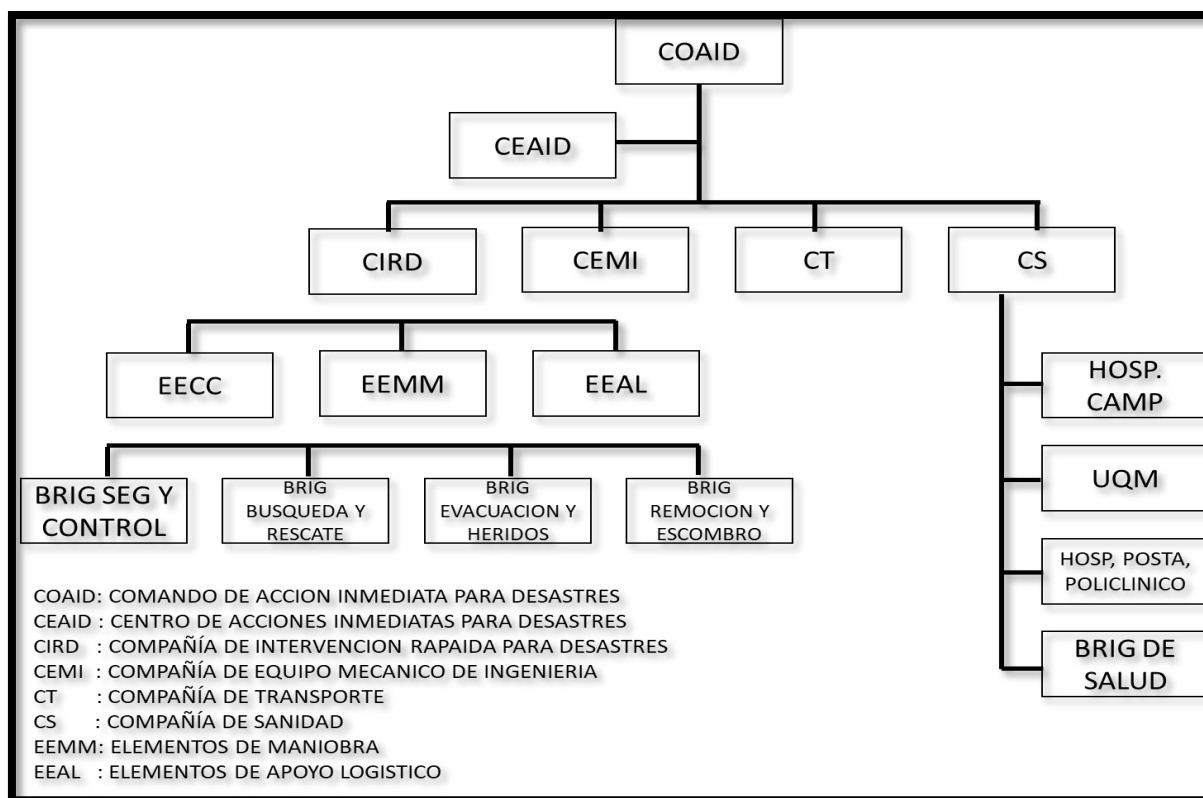 COAID
CEAID
CIRD
CEMI
CT
CS
EECC
EEMM
EEAL
HOSP.
CAMP
UQM
HOSP, POSTA,
POLICLINICO
BRIG DE
SALUD
BRIG SEG Y
CONTROL
BRIG
BUSQUEDA Y
RESCATE
BRIG
EVACUACION Y
HERIDOS
BRIG
REMOCION Y
ESCOMBRO
COAID: COMANDO DE ACCION INMEDIATA PARA DESASTRES
CEAID : CENTRO DE ACCIONES INMEDIATAS PARA DESASTRES
CIRD : COMPAÑÍA DE INTERVENCION RAPAIDA PARA DESASTRES
CEMI : COMPAÑÍA DE EQUIPO MECANICO DE INGENIERIA
CT : COMPAÑÍA DE TRANSPORTE
CS : COMPAÑÍA DE SANIDAD
EEMM: ELEMENTOS DE MANIOBRA
EEAL : ELEMENTOS DE APOYO LOGISTICO